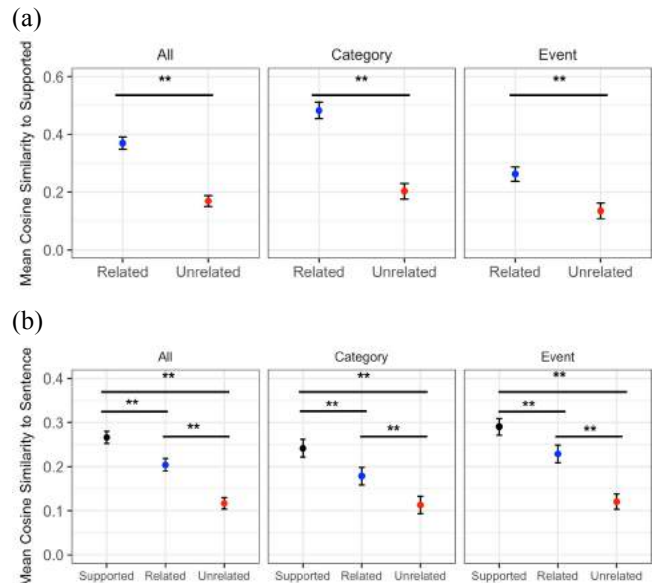 (a)
All Category Event
Mean Cosine Similarity to Supported
0.6
0.4
0.2
0.0
** ** **
Related Unrelated Related Unrelated Related Unrelated
(b)
All Category Event
Mean Cosine Similarity to Sentence
0.4
0.3
0.2
0.1
0.0
** ** **
** ** **
** ** **
Supported Related Unrelated Supported Related Unrelated Supported Related Unrelated